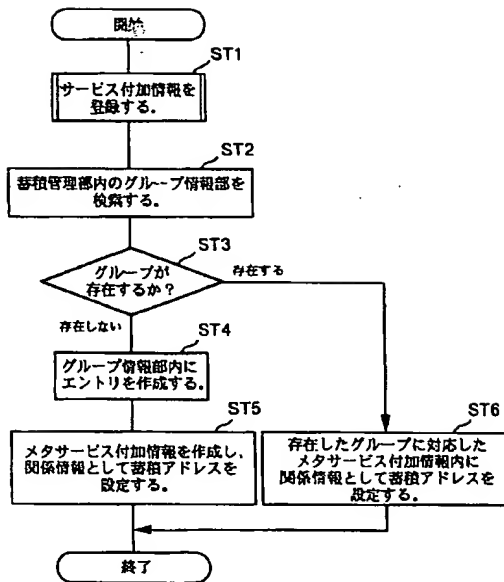 開始
ST1
サービス付加情報を
登録する。
ST2
蓄積管理部内のグループ情報部を
検索する。
ST3
グループが
存在するか？
存在する
存在しない
ST4
グループ情報部内に
エントリを作成する。
ST5
メタサービス付加情報を作成し、
関係情報として蓄積アドレスを
設定する。
ST6
存在したグループに対応した
メタサービス付加情報内に
関係情報として蓄積アドレスを
設定する。
終了